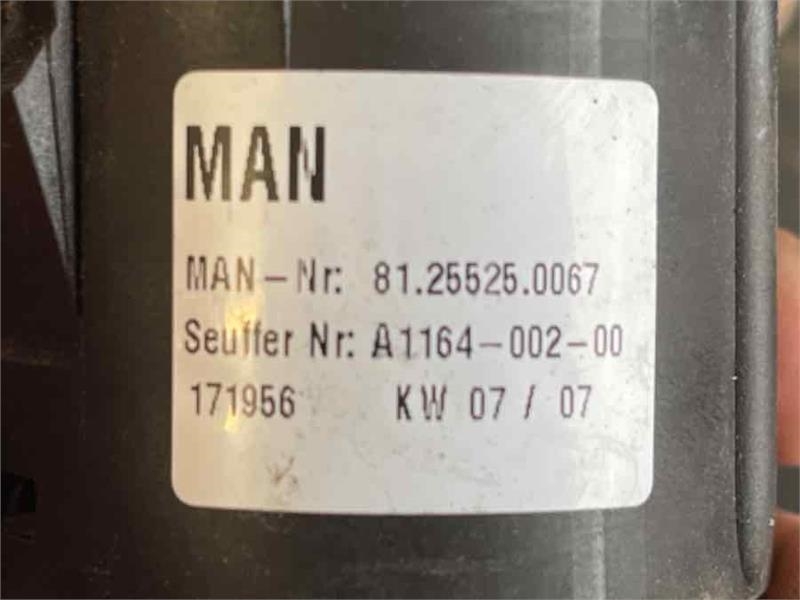 MAN
MAN-Nr: 81.25525.0067
Seuffer Nr: A1164-002-00
171956 KW 07 / 07